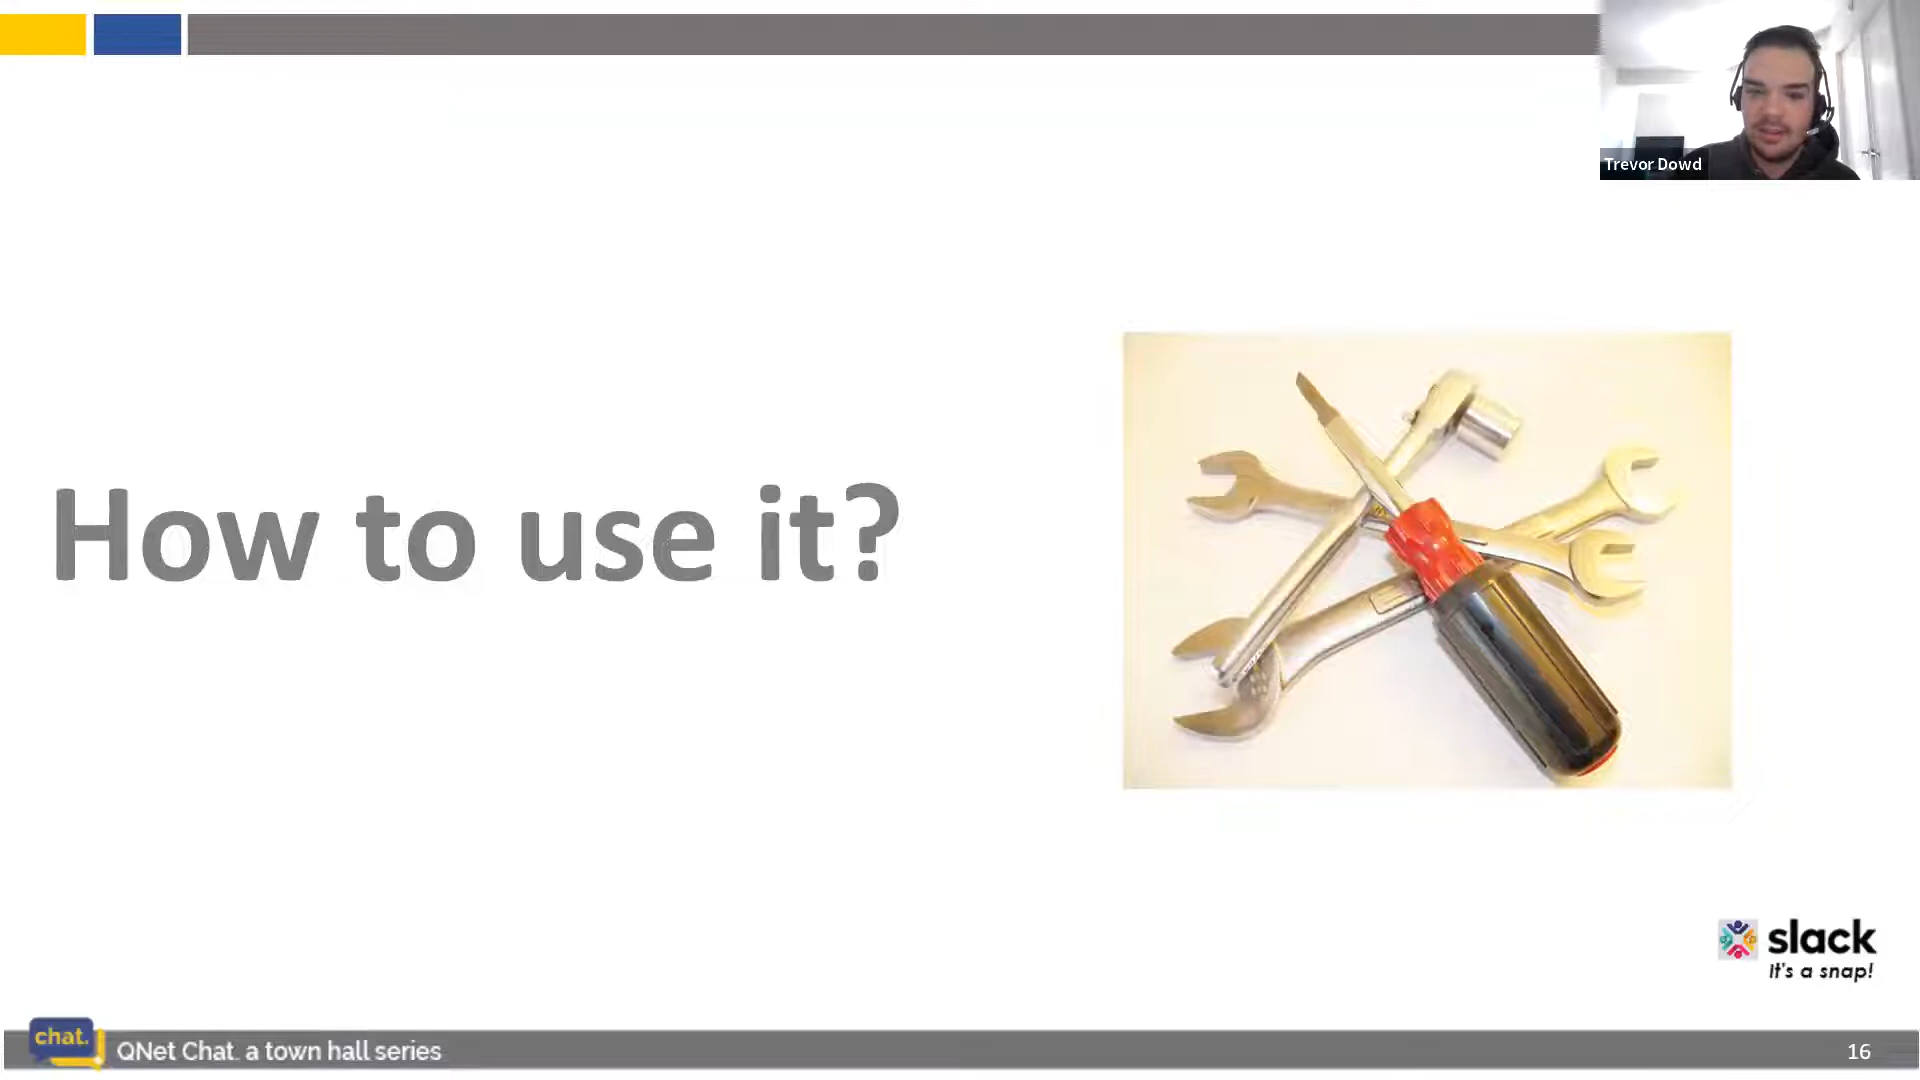 Trevor Dowd
How to use it?
slack
It's a snap!
chat.
QNet Chat. a town hall series
16